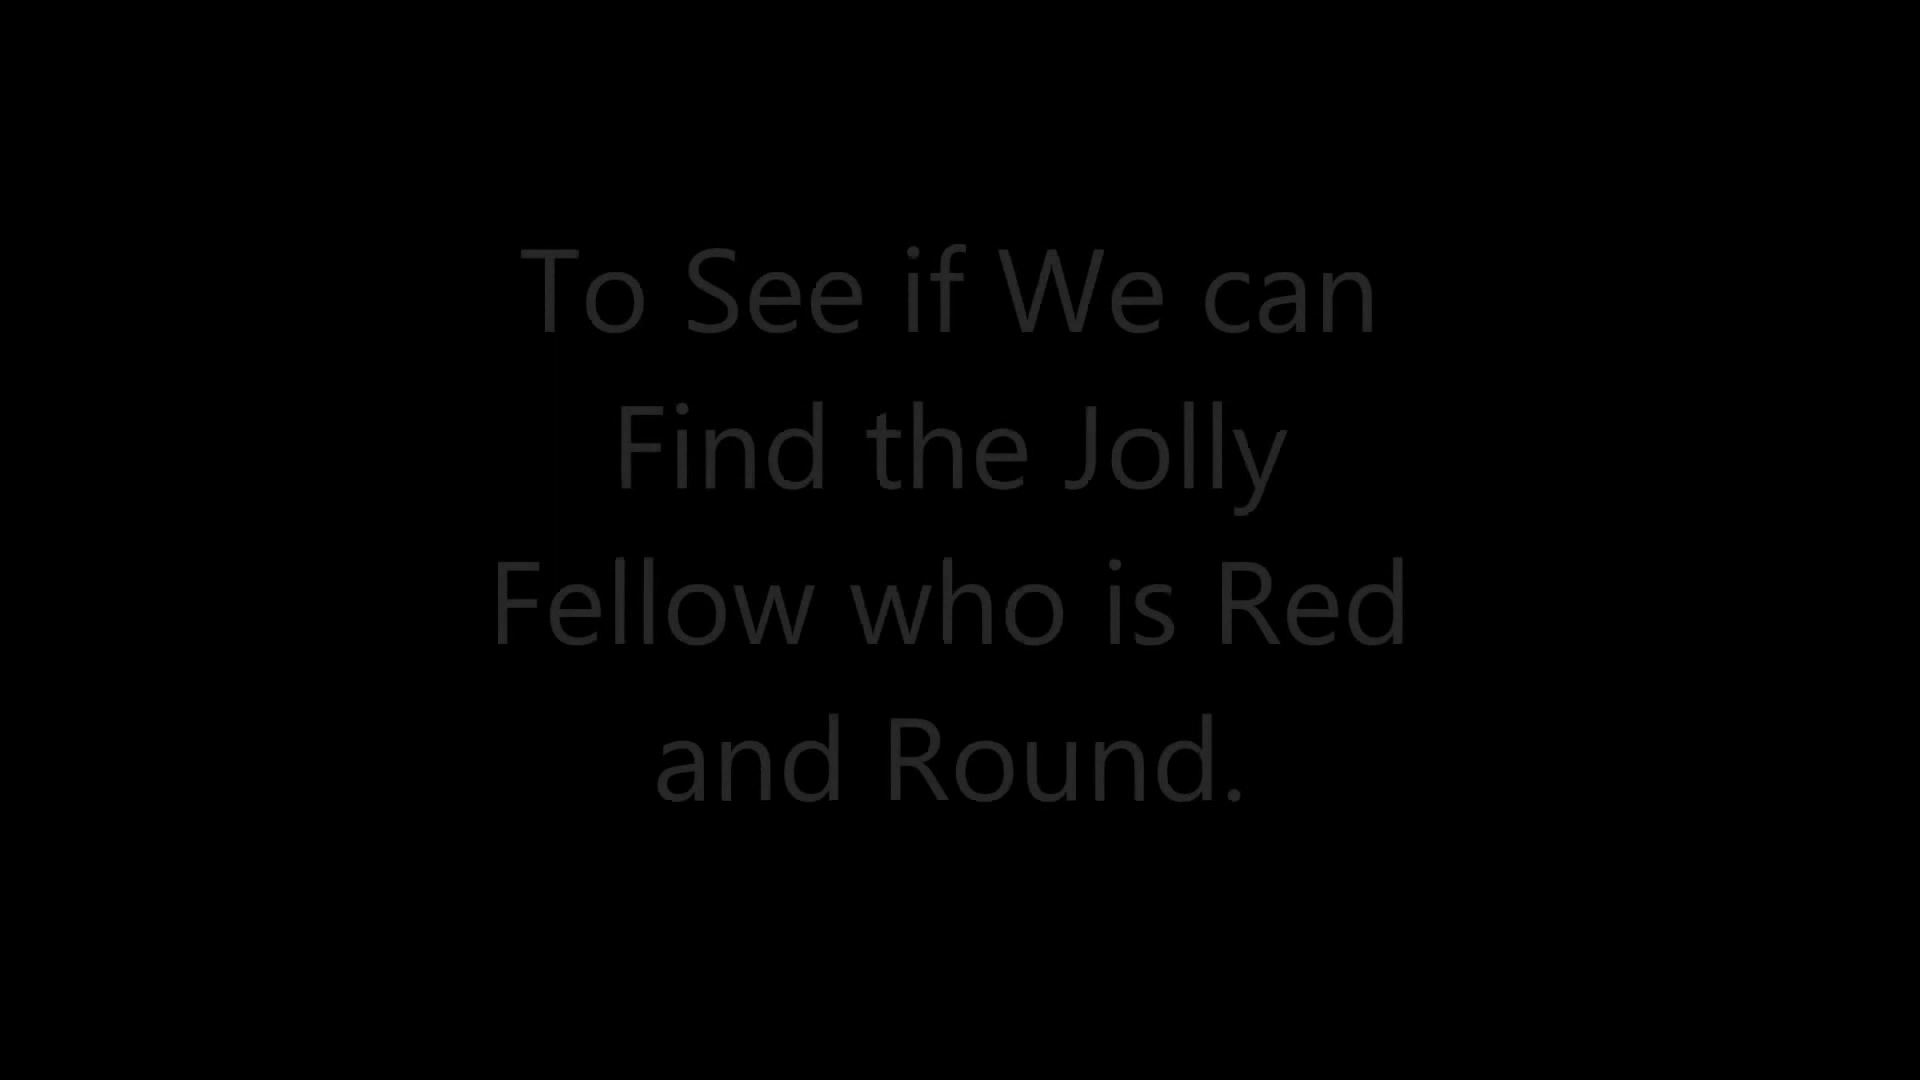 To See if We can
Find the Jolly
Fellow who is Red
and Round.